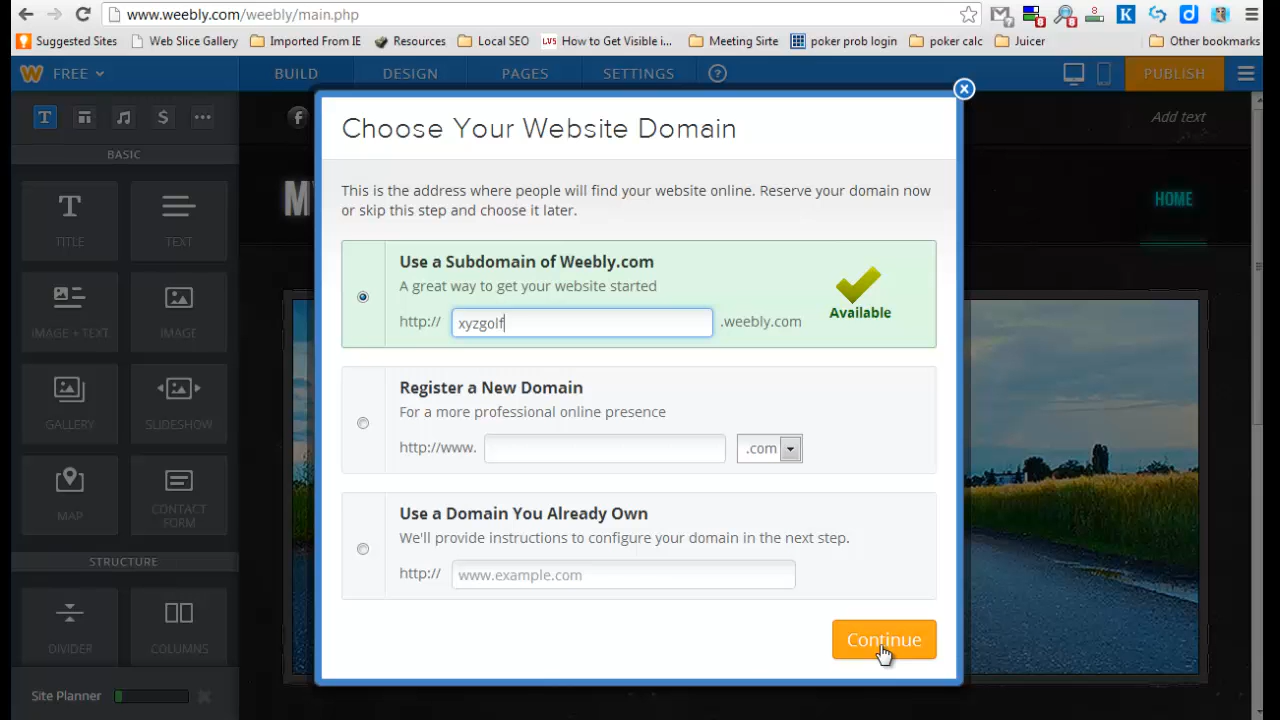 www.weebly.com/weebly/main.php
Suggested Sites Web Slice Gallery Imported From IE Resources Local SEO LVS How to Get Visible i... Meeting Sirte poker prob login poker calc Juicer Other bookmarks
W FREE BUILD DESIGN PAGES SETTINGS ? PUBLISH
Add text
BASIC
HOME
TITLE TEXT
IMAGE + TEXT IMAGE
GALLERY SLIDESHOW
MAP CONTACT
FORM
STRUCTURE
DIVIDER COLUMNS
Site Planner
Choose Your Website Domain
This is the address where people will find your website online. Reserve your domain now
or skip this step and choose it later.
Use a Subdomain of Weebly.com
A great way to get your website started
http:// xyzgolf .weebly.com
Available
Register a New Domain
For a more professional online presence
http://www. .com
Use a Domain You Already Own
We'll provide instructions to configure your domain in the next step.
http:// www.example.com
Continue